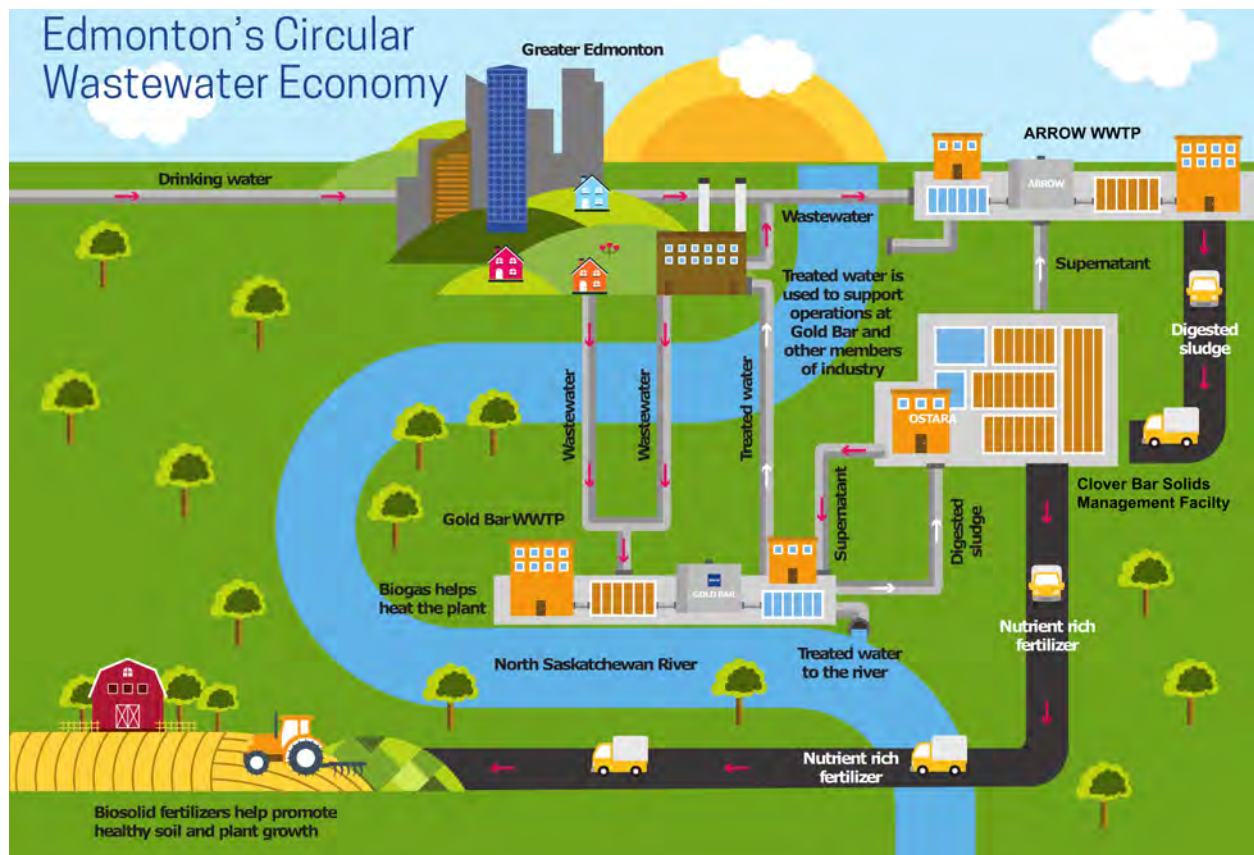 Edmonton's Circular
Wastewater Economy
Greater Edmonton
ARROW WWTP
Drinking water
ARROW
Wastewater
Supernatant
Treated water is
used to support
operations at
Gold Bar and
other members
of industry
Digested
sludge
Wastewater
Wastewater
Treated water
OSTARA
Clover Bar Solids
Management Facilty
Gold Bar WWTP
Supernatant
Digested
sludge
Biogas helps
heat the plant
GOLD BAR
Nutrient rich
fertilizer
North Saskatchewan River
Treated water
to the river
Nutrient rich
fertilizer
Biosolid fertilizers help promote
healthy soil and plant growth